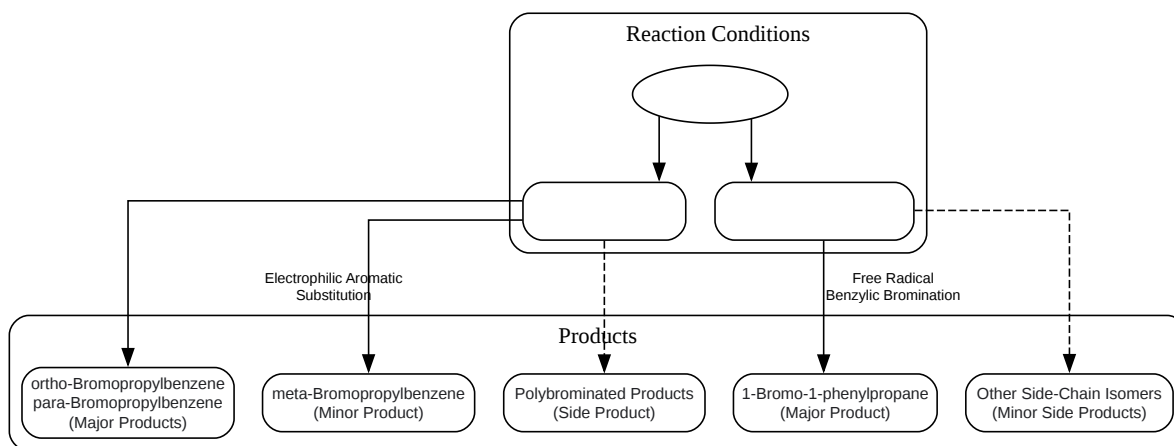 Reaction Conditions
Electrophilic Aromatic
Substitution
Free Radical
Benzylic Bromination
Products
ortho-Bromopropylbenzene
para-Bromopropylbenzene
(Major Products)
meta-Bromopropylbenzene
(Minor Product)
Polybrominated Products
(Side Product)
1-Bromo-1-phenylpropane
(Major Product)
Other Side-Chain Isomers
(Minor Side Products)